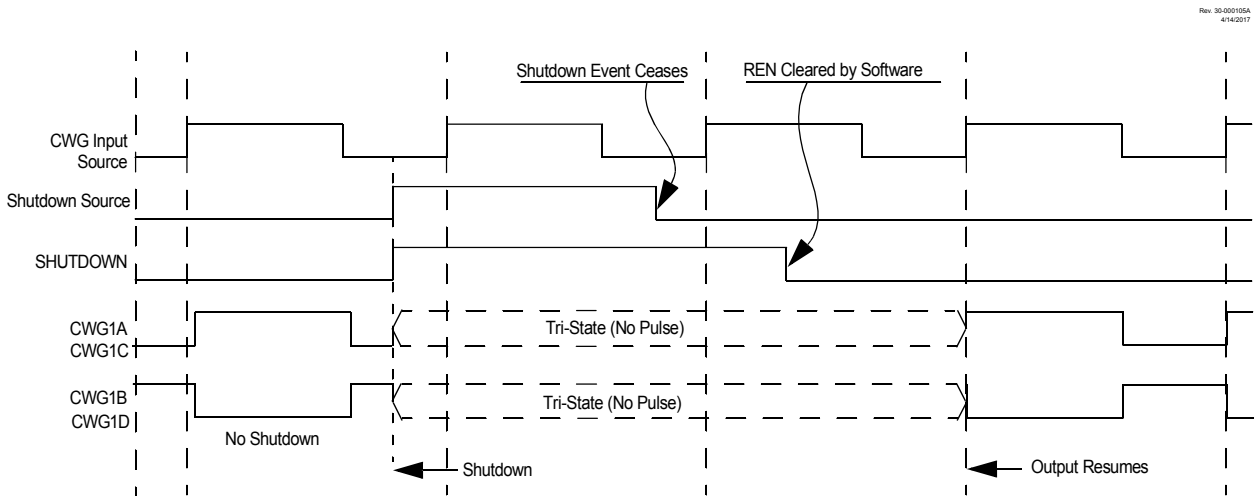 Rev. 30-000105A
4/14/2017
Shutdown Event Ceases
REN Cleared by Software
CWG Input
Source
Shutdown Source
SHUTDOWN
CWG1A
CWG1C
Tri-State (No Pulse)
CWG1B
CWG1D
Tri-State (No Pulse)
No Shutdown
Shutdown
Output Resumes